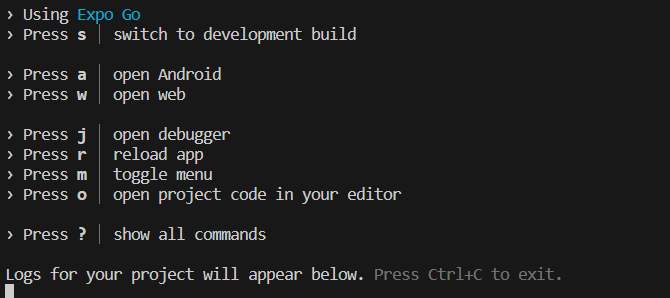 › Using Expo Go
› Press s │ switch to development build
› Press a │ open Android
› Press w │ open web
› Press j │ open debugger
› Press r │ reload app
› Press m │ toggle menu
› Press o │ open project code in your editor
› Press ? │ show all commands
Logs for your project will appear below. Press Ctrl+C to exit.